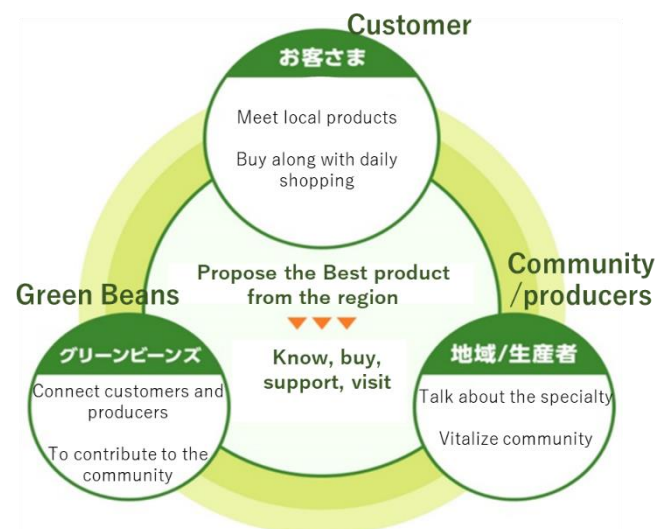 Customer
お客さま
Meet local products
Buy along with daily
shopping
Propose the Best product
from the region
Know, buy,
support, visit
Green Beans
グリーンビーンズ
Connect customers and
producers
To contribute to the
community
Community
/producers
地域/生産者
Talk about the specialty
Vitalize community